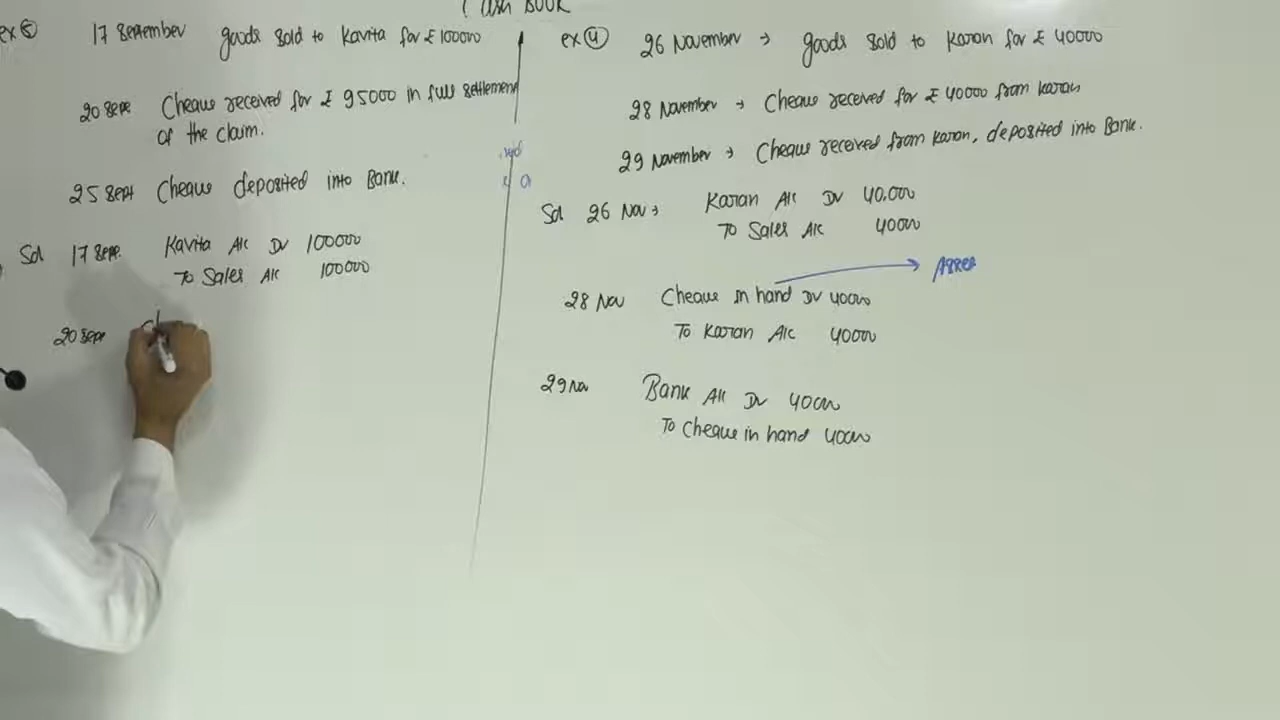 Cash BOOK
ex ⑤ 17 September goods sold to Kavita for ₤ 100000
20 Sept Cheque received for ₤ 95000 in full settlement
of the claim.
25 Sept Cheque deposited into Bank.
Sol 17 Sept. Kavita A/c Dr 100000
To Sales A/c 100000
20 Sept
ex ④ 26 November → goods sold to Karan for ₤ 40000
28 November → Cheque received for ₤ 40000 from Karan
29 November → Cheque received from Karan, deposited into Bank.
Sol 26 Nov → Karan A/c Dr 40,000
To Sales A/c 40000
28 Nov Cheque in hand Dr 40000 → Asset
To Karan A/c 40000
29 Nov Bank A/c Dr 40000
To Cheque in hand 40000